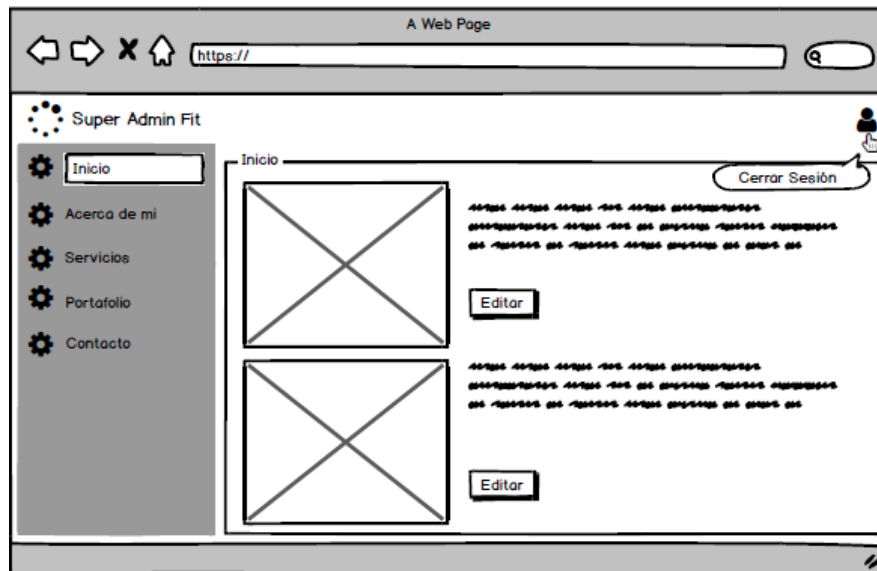 A Web Page
https://
Super Admin Fit
Inicio
Acerca de mi
Servicios
Portafolio
Contacto
Inicio
Cerrar Sesión
Editar
Editar